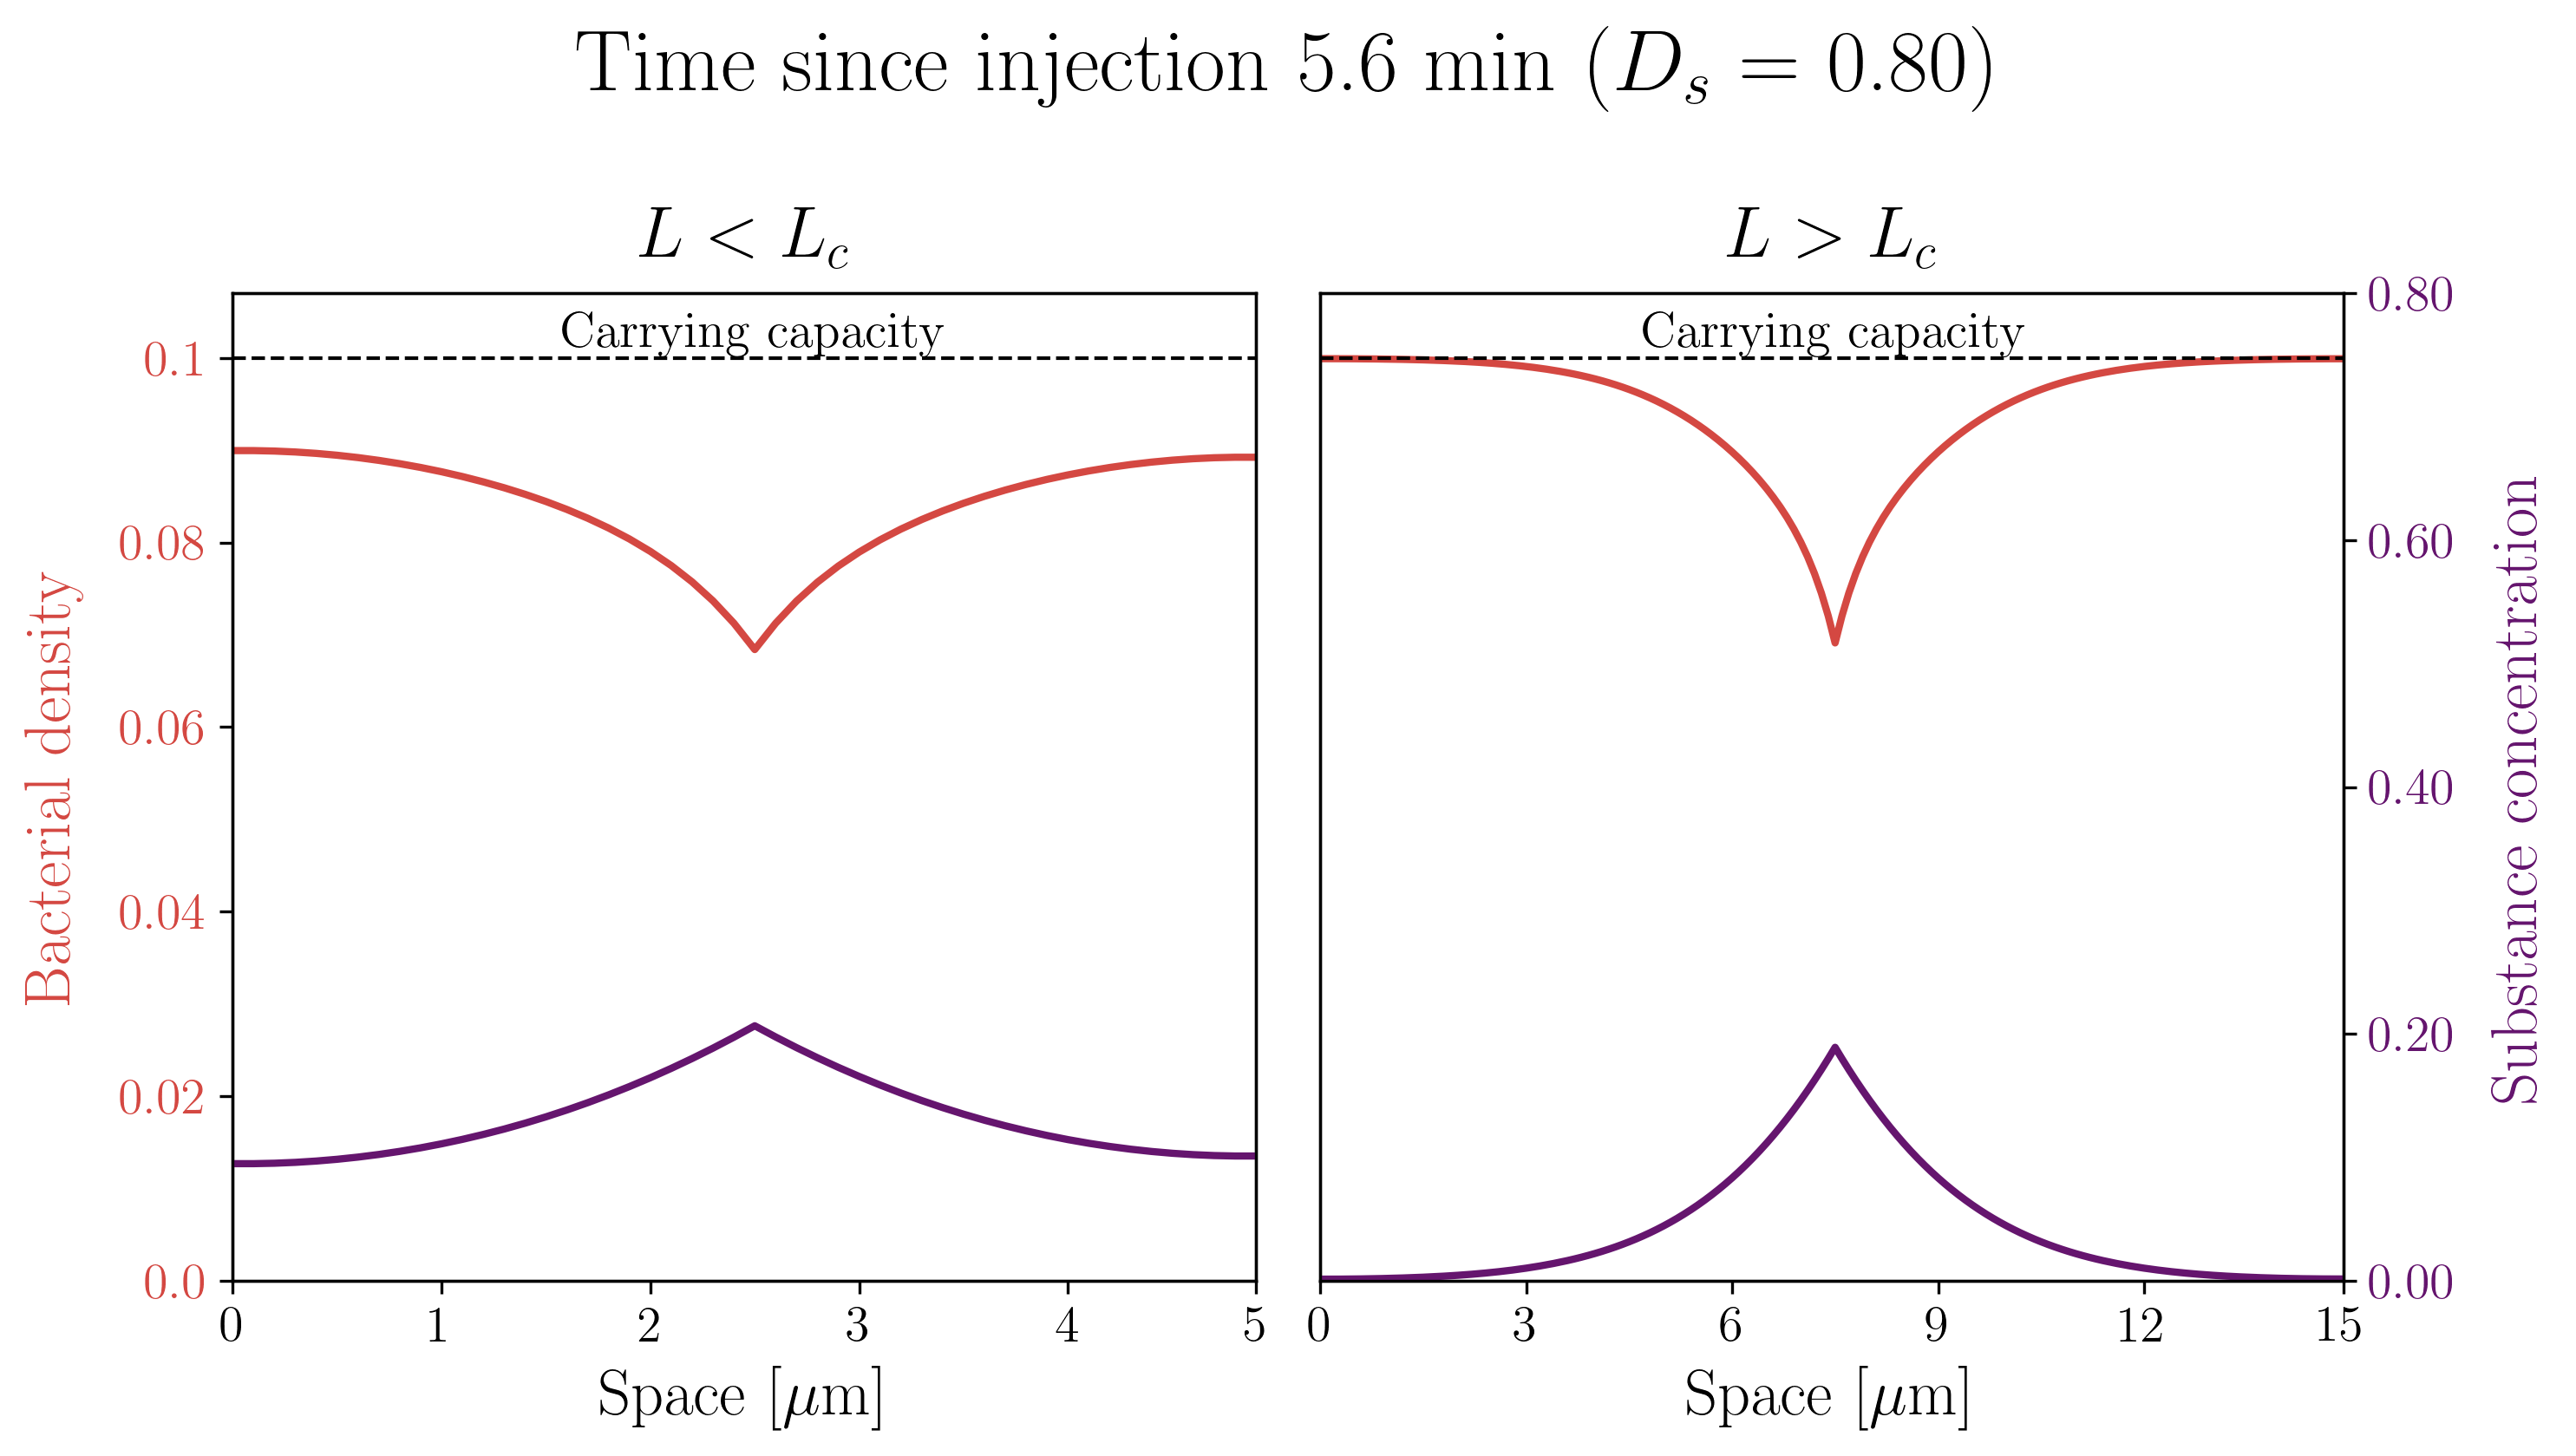 Time since injection 5.6 min (D_s = 0.80)
L < L_c
L > L_c
Carrying capacity
Carrying capacity
Bacterial density
0.1
0.08
0.06
0.04
0.02
0.0
0 1 2 3 4 5
Space [μm]
0 3 6 9 12 15
Space [μm]
0.80
0.60
0.40
0.20
0.00
Substance concentration